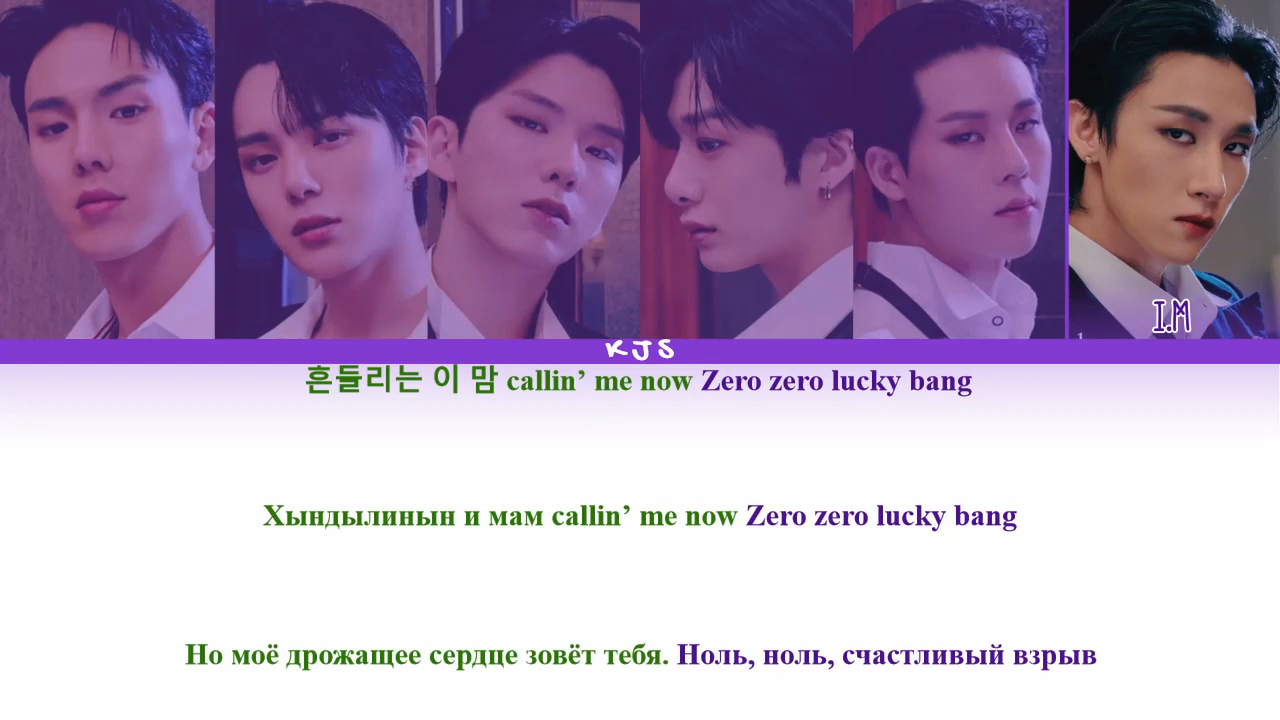 I.M
KJS
흔들리는 이 맘 callin’ me now Zero zero lucky bang
Хындылинын и мам callin’ me now Zero zero lucky bang
Но моё дрожащее сердце зовёт тебя. Ноль, ноль, счастливый взрыв